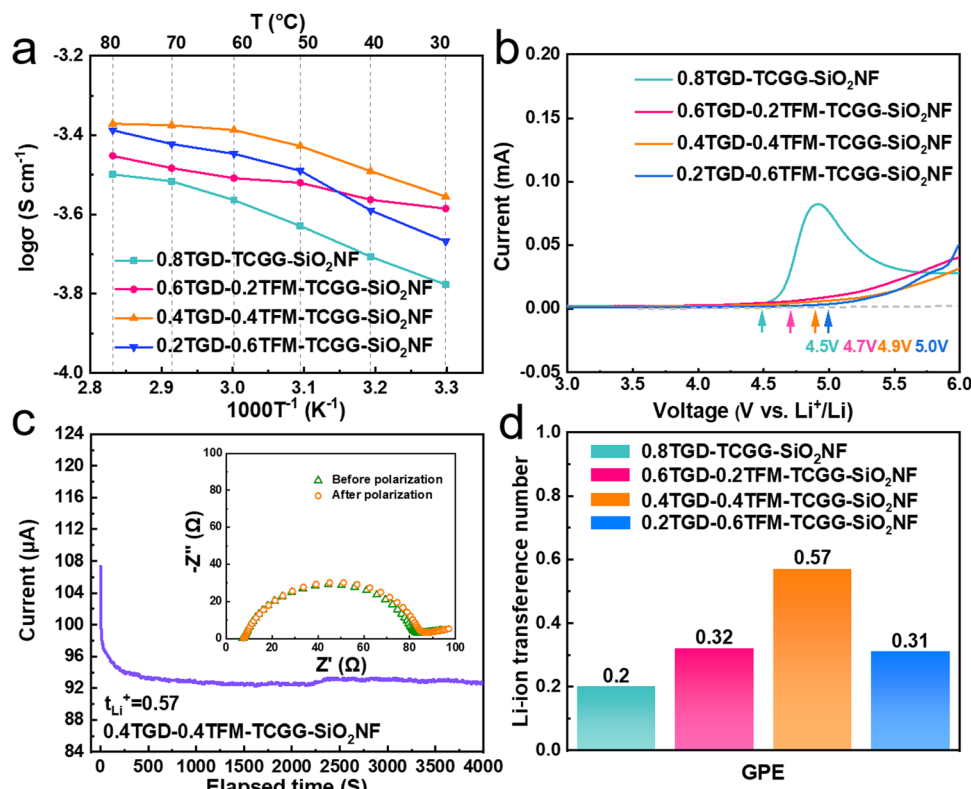 a
T (°C)
80 70 60 50 40 30
-3.2
-3.4
-3.6
-3.8
-4.0
logσ (S cm⁻¹)
0.8TGD-TCGG-SiO₂NF
0.6TGD-0.2TFM-TCGG-SiO₂NF
0.4TGD-0.4TFM-TCGG-SiO₂NF
0.2TGD-0.6TFM-TCGG-SiO₂NF
2.8 2.9 3.0 3.1 3.2 3.3
1000T⁻¹ (K⁻¹)
b
0.20
0.15
0.10
0.05
0.00
-0.05
Current (mA)
0.8TGD-TCGG-SiO₂NF
0.6TGD-0.2TFM-TCGG-SiO₂NF
0.4TGD-0.4TFM-TCGG-SiO₂NF
0.2TGD-0.6TFM-TCGG-SiO₂NF
4.5V 4.7V 4.9V 5.0V
3.0 3.5 4.0 4.5 5.0 5.5 6.0
Voltage (V vs. Li⁺/Li)
c
124
120
116
112
108
104
100
96
92
88
84
Current (μA)
100
80
60
40
20
0
-Z'' (Ω)
Before polarization
After polarization
0 20 40 60 80 100
Z' (Ω)
t_Li⁺=0.57
0.4TGD-0.4TFM-TCGG-SiO₂NF
0 500 1000 1500 2000 2500 3000 3500 4000
Elapsed time (S)
d
1.0
0.8
0.6
0.4
0.2
0.0
Li-ion transference number
0.8TGD-TCGG-SiO₂NF
0.6TGD-0.2TFM-TCGG-SiO₂NF
0.4TGD-0.4TFM-TCGG-SiO₂NF
0.2TGD-0.6TFM-TCGG-SiO₂NF
0.2
0.32
0.57
0.31
GPE